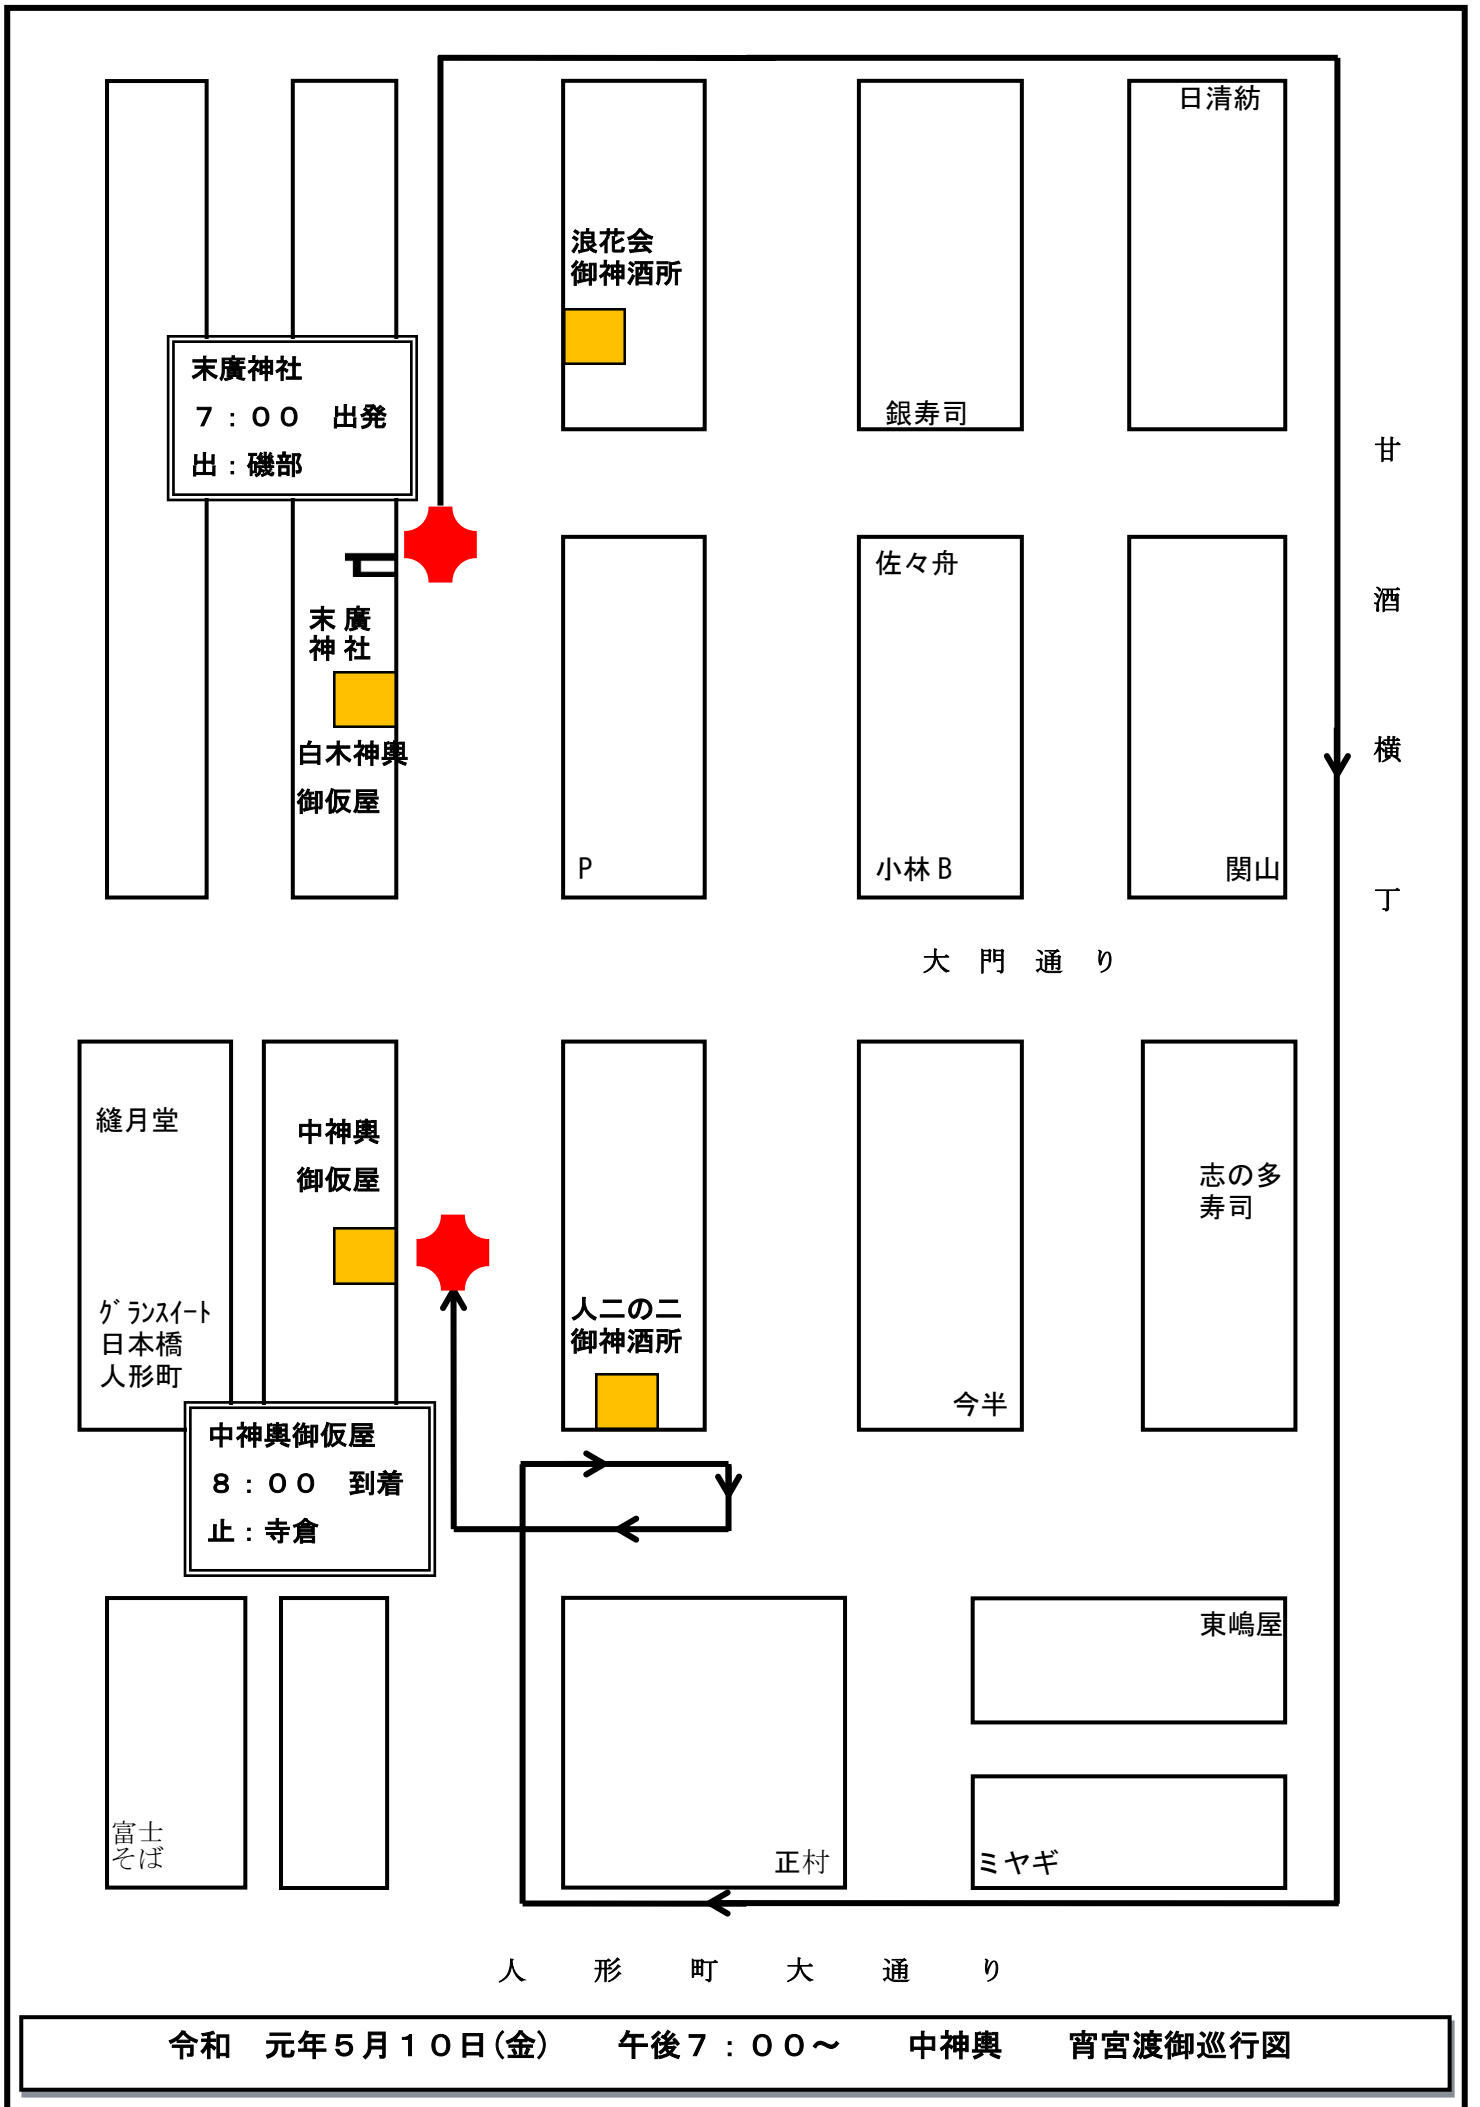 日清紡
浪花会
御神酒所
末廣神社
７：００　出発
出：磯部
銀寿司
甘酒横丁
佐々舟
末廣
神社
白木神輿
御仮屋
P
小林B
関山
大門通り
縫月堂
中神輿
御仮屋
志の多
寿司
ｸﾞﾗﾝスイート
日本橋
人形町
人二の二
御神酒所
今半
中神輿御仮屋
８：００　到着
止：寺倉
東嶋屋
富士
そば
正村
ミヤギ
人形町大通り
令和　元年５月１０日(金)　　午後７：００～　　中神輿　　宵宮渡御巡行図